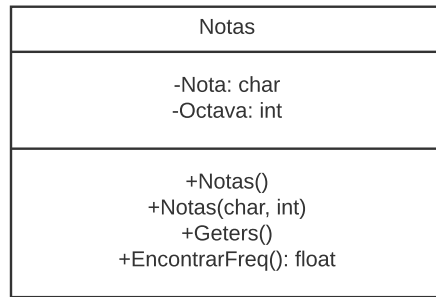 Notas
-Nota: char
-Octava: int
+Notas()
+Notas(char, int)
+Geters()
+EncontrarFreq(): float